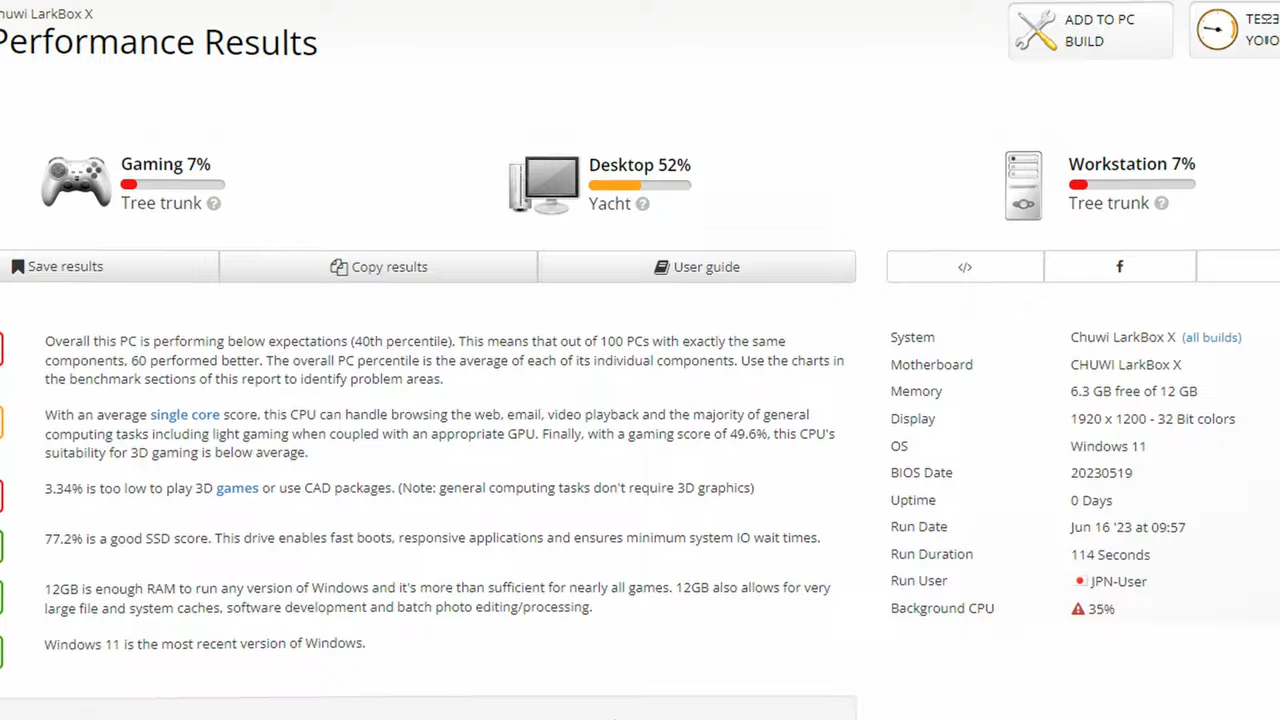 huwi LarkBox X
Performance Results
ADD TO PC
BUILD
Gaming 7%
Tree trunk
Desktop 52%
Yacht
Workstation 7%
Tree trunk
Save results
Copy results
User guide
</>
f
Overall this PC is performing below expectations (40th percentile). This means that out of 100 PCs with exactly the same
components, 60 performed better. The overall PC percentile is the average of each of its individual components. Use the charts in
the benchmark sections of this report to identify problem areas.
With an average single core score, this CPU can handle browsing the web, email, video playback and the majority of general
computing tasks including light gaming when coupled with an appropriate GPU. Finally, with a gaming score of 49.6%, this CPU's
suitability for 3D gaming is below average.
3.34% is too low to play 3D games or use CAD packages. (Note: general computing tasks don't require 3D graphics)
77.2% is a good SSD score. This drive enables fast boots, responsive applications and ensures minimum system IO wait times.
12GB is enough RAM to run any version of Windows and it's more than sufficient for nearly all games. 12GB also allows for very
large file and system caches, software development and batch photo editing/processing.
Windows 11 is the most recent version of Windows.
System Chuwi LarkBox X (all builds)
Motherboard CHUWI LarkBox X
Memory 6.3 GB free of 12 GB
Display 1920 x 1200 - 32 Bit colors
OS Windows 11
BIOS Date 20230519
Uptime 0 Days
Run Date Jun 16 '23 at 09:57
Run Duration 114 Seconds
Run User JPN-User
Background CPU 35%